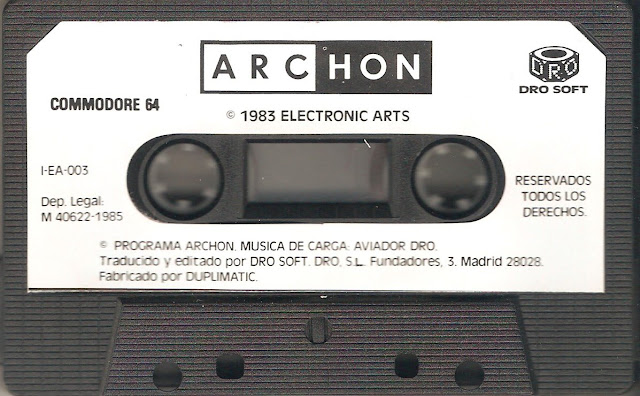 ARCHON
DRO
DRO SOFT
COMMODORE 64
© 1983 ELECTRONIC ARTS
I-EA-003
Dep. Legal:
M 40622-1985
RESERVADOS
TODOS LOS
DERECHOS.
© PROGRAMA ARCHON. MUSICA DE CARGA: AVIADOR DRO.
Traducido y editado por DRO SOFT. DRO, S.L. Fundadores, 3. Madrid 28028.
Fabricado por DUPLIMATIC.